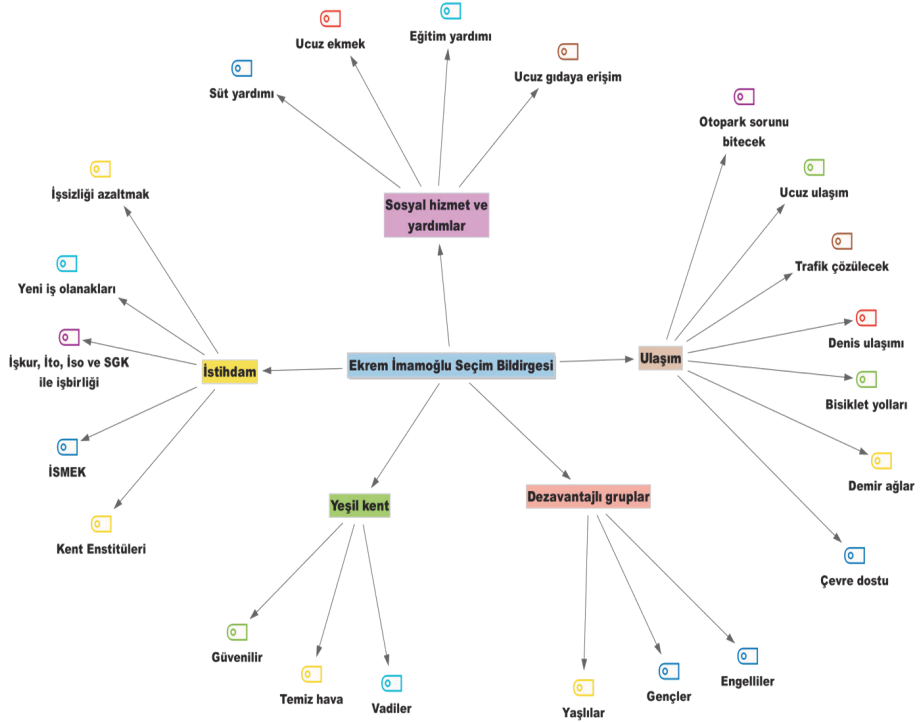 Ucuz ekmek
Eğitim yardımı
Ucuz gıdaya erişim
Süt yardımı
Otopark sorunu
bitecek
İşsizliği azaltmak
Sosyal hizmet ve
yardımlar
Ucuz ulaşım
Trafik çözülecek
Yeni iş olanakları
Denis ulaşımı
İşkur, İto, İso ve SGK
ile işbirliği
İstihdam
Ekrem İmamoğlu Seçim Bildirgesi
Ulaşım
Bisiklet yolları
İSMEK
Demir ağlar
Yeşil kent
Dezavantajlı gruplar
Kent Enstitüleri
Çevre dostu
Güvenilir
Temiz hava
Vadiler
Yaşlılar
Gençler
Engelliler